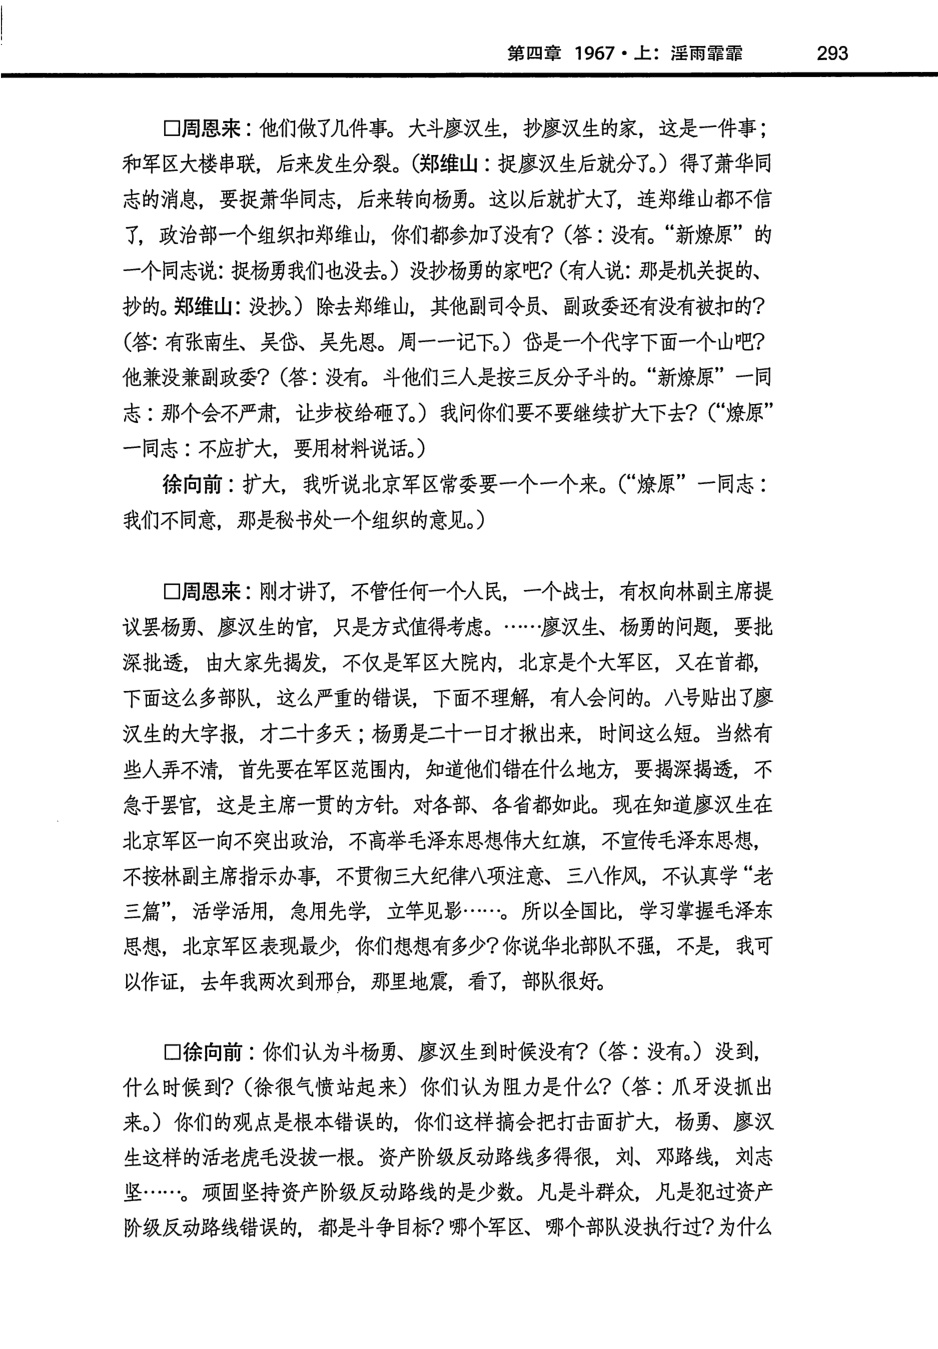 第四章 1967·上：淫雨霏霏 293
□周恩来：他们做了几件事。大斗廖汉生，抄廖汉生的家，这是一件事；
和军区大楼串联，后来发生分裂。（郑维山：捉廖汉生后就分了。）得了萧华同
志的消息，要捉萧华同志，后来转向杨勇。这以后就扩大了，连郑维山都不信
了，政治部一个组织扣郑维山，你们都参加了没有？（答：没有。“新燎原”的
一个同志说：捉杨勇我们也没去。）没抄杨勇的家吧？（有人说：那是机关捉的、
抄的。郑维山：没抄。）除去郑维山，其他副司令员、副政委还有没有被扣的？
（答：有张南生、吴岱、吴先恩。周一一记下。）岱是一个代字下面一个山吧？
他兼没兼副政委？（答：没有。斗他们三人是按三反分子斗的。“新燎原”一同
志：那个会不严肃，让步校给砸了。）我问你们要不要继续扩大下去？（“燎原”
一同志：不应扩大，要用材料说话。）
徐向前：扩大，我听说北京军区常委要一个一个来。（“燎原”一同志：
我们不同意，那是秘书处一个组织的意见。）
□周恩来：刚才讲了，不管任何一个人民，一个战士，有权向林副主席提
议罢杨勇、廖汉生的官，只是方式值得考虑。……廖汉生、杨勇的问题，要批
深批透，由大家先揭发，不仅是军区大院内，北京是个大军区，又在首都，
下面这么多部队，这么严重的错误，下面不理解，有人会问的。八号贴出了廖
汉生的大字报，才二十多天；杨勇是二十一日才揪出来，时间这么短。当然有
些人弄不清，首先要在军区范围内，知道他们错在什么地方，要揭深揭透，不
急于罢官，这是主席一贯的方针。对各部、各省都如此。现在知道廖汉生在
北京军区一向不突出政治，不高举毛泽东思想伟大红旗，不宣传毛泽东思想，
不按林副主席指示办事，不贯彻三大纪律八项注意、三八作风，不认真学“老
三篇”，活学活用，急用先学，立竿见影……。所以全国比，学习掌握毛泽东
思想，北京军区表现最少，你们想想有多少？你说华北部队不强，不是，我可
以作证，去年我两次到邢台，那里地震，看了，部队很好。
□徐向前：你们认为斗杨勇、廖汉生到时候没有？（答：没有。）没到，
什么时候到？（徐很气愤站起来）你们认为阻力是什么？（答：爪牙没抓出
来。）你们的观点是根本错误的，你们这样搞会把打击面扩大，杨勇、廖汉
生这样的活老虎毛没拔一根。资产阶级反动路线多得很，刘、邓路线，刘志
坚……。顽固坚持资产阶级反动路线的是少数。凡是斗群众，凡是犯过资产
阶级反动路线错误的，都是斗争目标？哪个军区、哪个部队没执行过？为什么